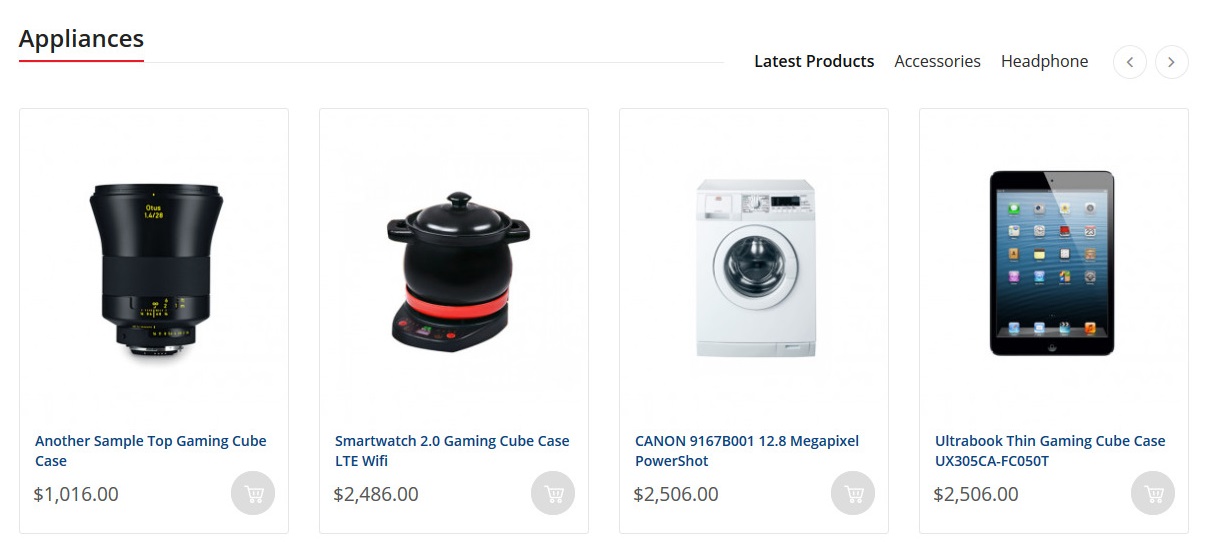 Appliances
Latest Products Accessories Headphone
Otus
1.4/28
Another Sample Top Gaming Cube
Case
$1,016.00
Smartwatch 2.0 Gaming Cube Case
LTE Wifi
$2,486.00
CANON 9167B001 12.8 Megapixel
PowerShot
$2,506.00
Ultrabook Thin Gaming Cube Case
UX305CA-FC050T
$2,506.00